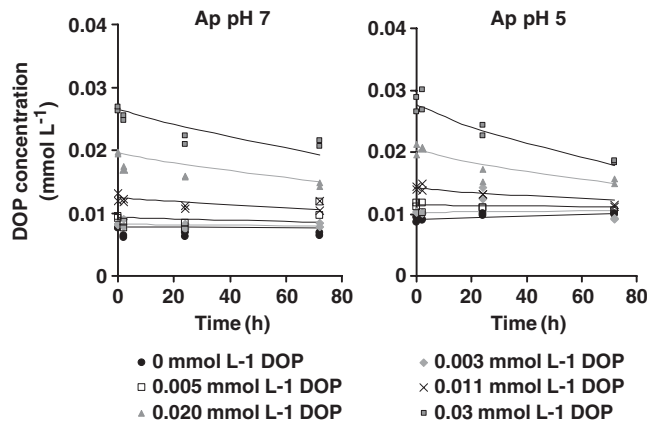 Ap pH 7
Ap pH 5
DOP concentration
(mmol L-1)
0.04
0.03
0.02
0.01
0
0 20 40 60 80
Time (h)
0.04
0.03
0.02
0.01
0
0 20 40 60 80
Time (h)
0 mmol L-1 DOP
0.003 mmol L-1 DOP
0.005 mmol L-1 DOP
0.011 mmol L-1 DOP
0.020 mmol L-1 DOP
0.03 mmol L-1 DOP